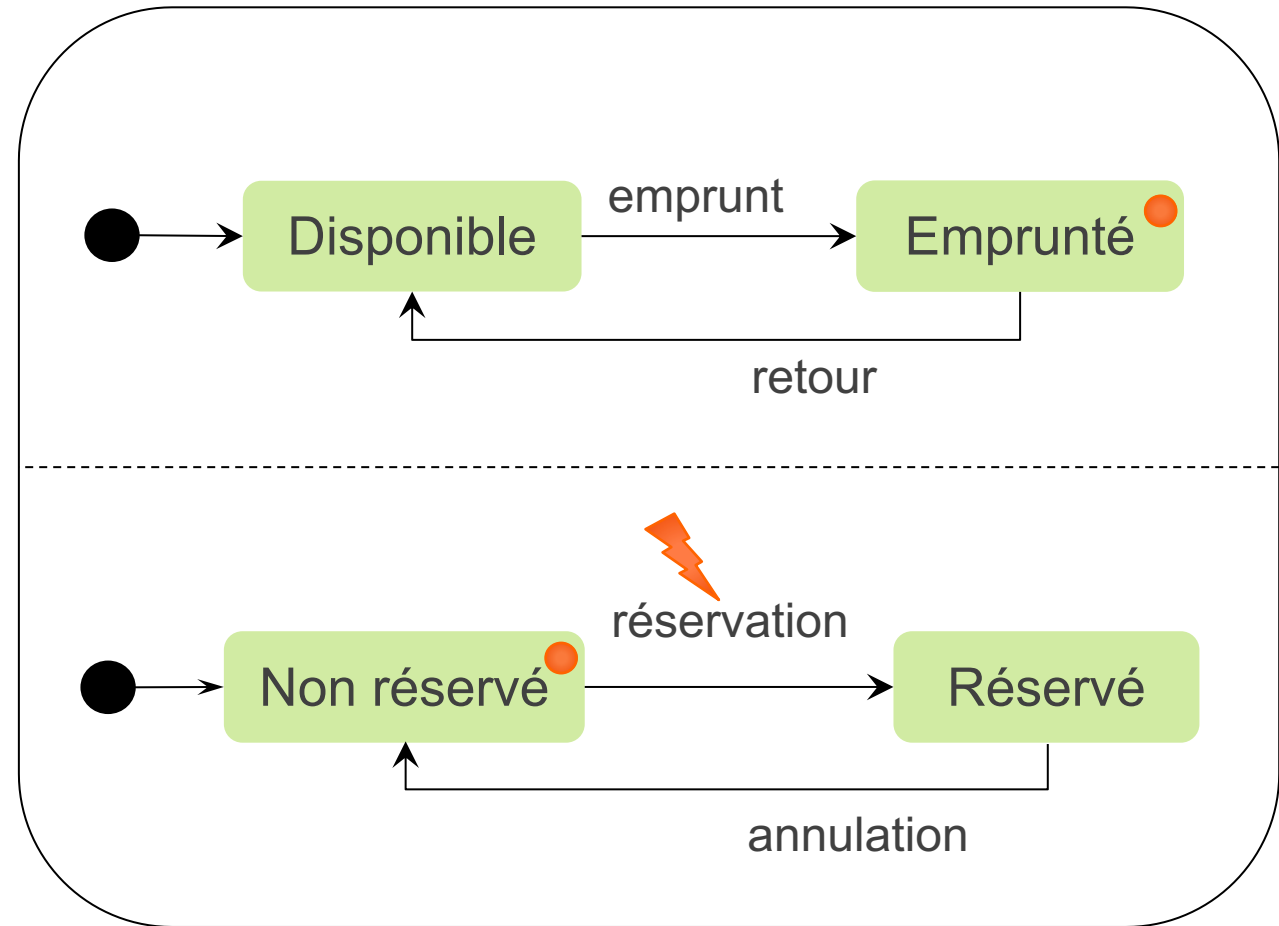 emprunt
Disponible
Emprunté
retour
réservation
Non réservé
Réservé
annulation